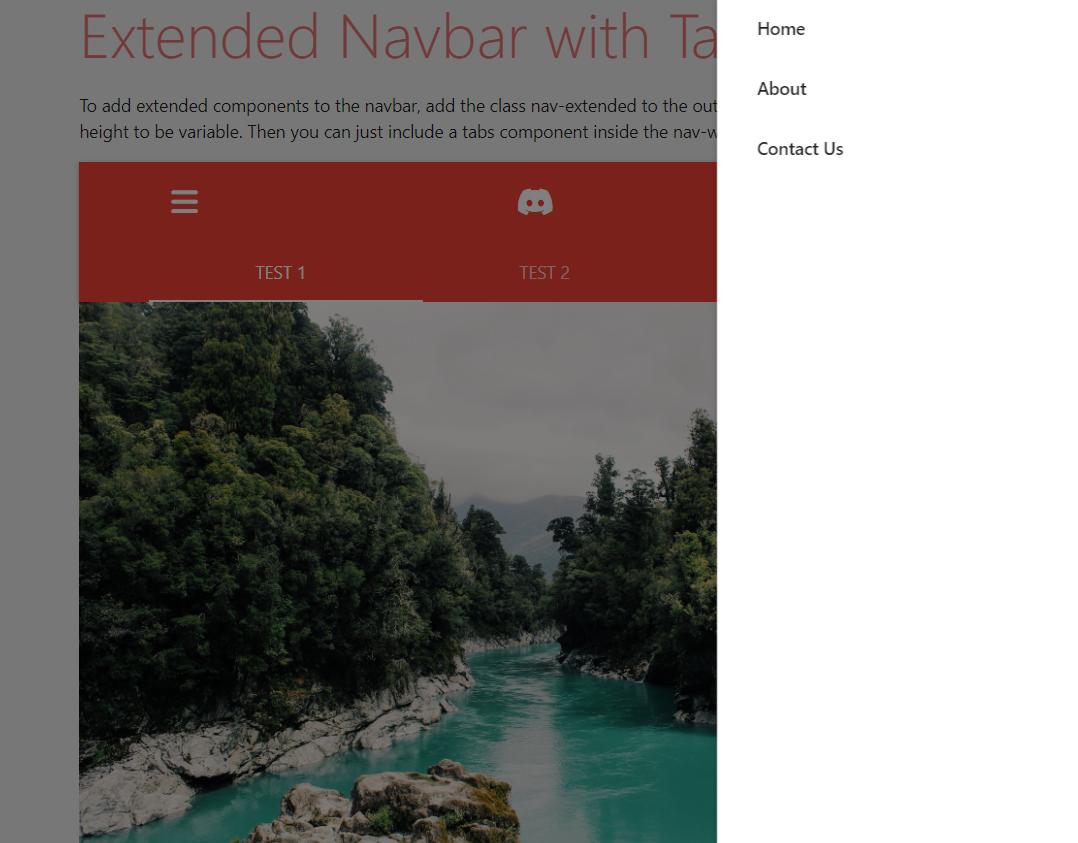 Extended Navbar with Ta
To add extended components to the navbar, add the class nav-extended to the out
height to be variable. Then you can just include a tabs component inside the nav-w
TEST 1
TEST 2
Home
About
Contact Us